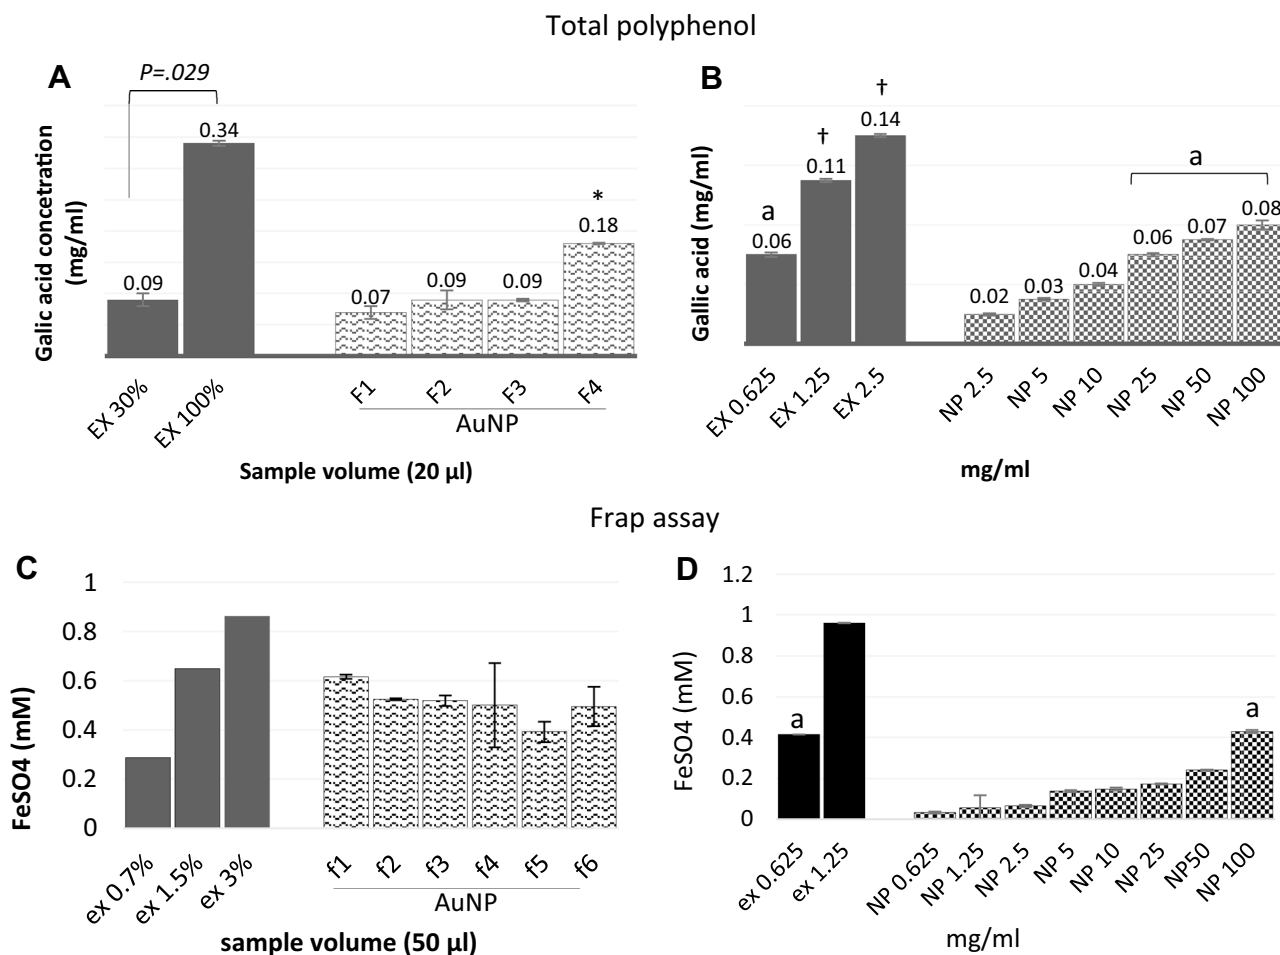 Total polyphenol
A
P=.029
Galic acid concetration
(mg/ml)
0.09
0.34
0.07
0.09
0.09
*
0.18
EX 30%
EX 100%
F1
F2
F3
F4
AuNP
Sample volume (20 µl)
B
Gallic acid (mg/ml)
a
0.06
†
0.11
†
0.14
a
0.02
0.03
0.04
0.06
0.07
0.08
EX 0.625
EX 1.25
EX 2.5
NP 2.5
NP 5
NP 10
NP 25
NP 50
NP 100
mg/ml
Frap assay
C
FeSO4 (mM)
1
0.8
0.6
0.4
0.2
0
ex 0.7%
ex 1.5%
ex 3%
f1
f2
f3
f4
f5
f6
AuNP
sample volume (50 µl)
D
FeSO4 (mM)
1.2
1
0.8
0.6
0.4
0.2
0
a
a
ex 0.625
ex 1.25
NP 0.625
NP 1.25
NP 2.5
NP 5
NP 10
NP 25
NP50
NP 100
mg/ml